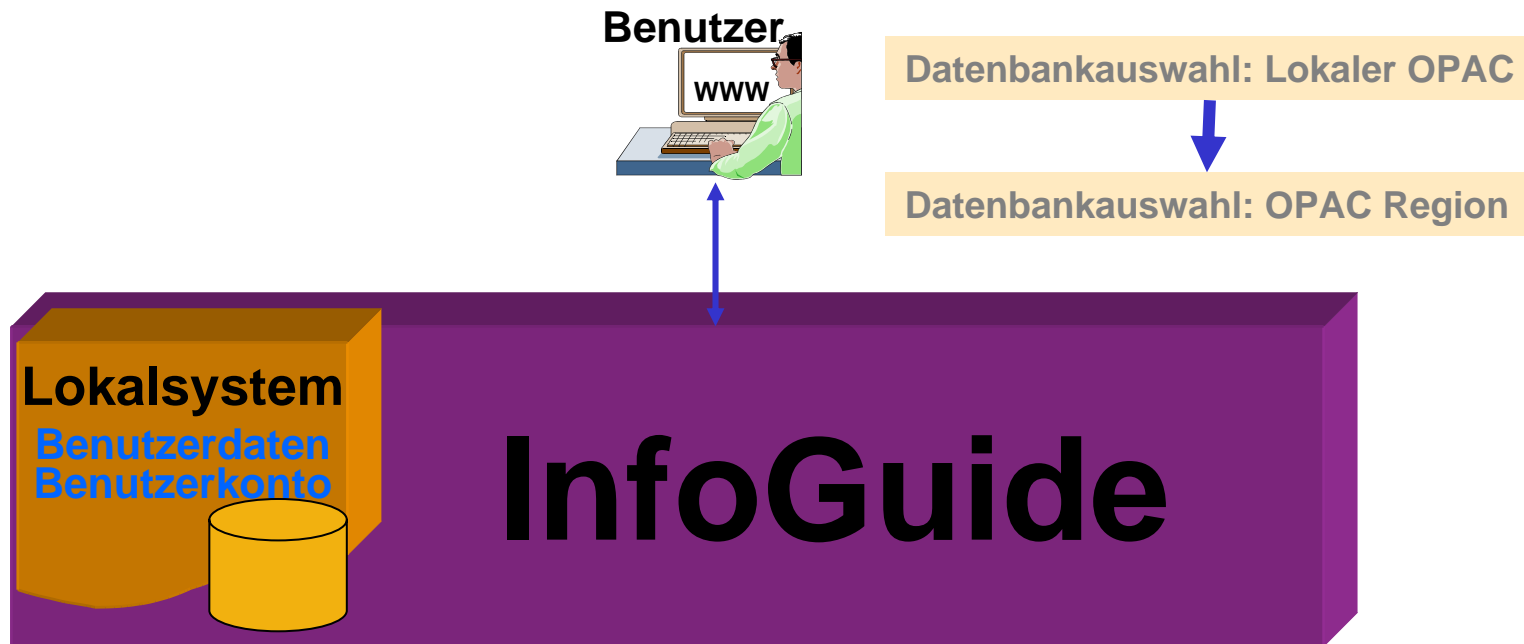 Benutzer
www
Datenbankauswahl: Lokaler OPAC
Datenbankauswahl: OPAC Region
Lokalsystem
Benutzerdaten
Benutzerkonto
InfoGuide